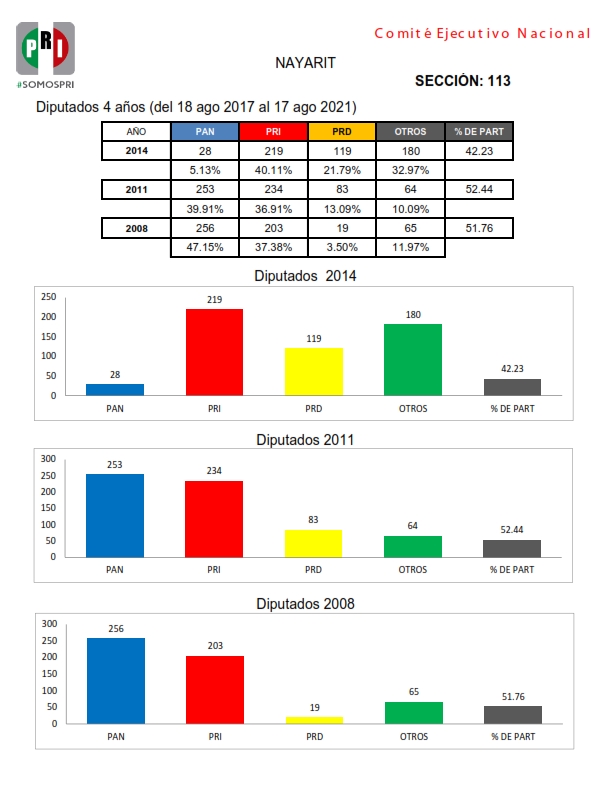 Comité Ejecutivo Nacional
PRI
#SOMOSPRI
NAYARIT
SECCIÓN: 113
Diputados 4 años (del 18 ago 2017 al 17 ago 2021)
AÑO PAN PRI PRD OTROS % DE PART
2014 28 219 119 180 42.23
5.13% 40.11% 21.79% 32.97%
2011 253 234 83 64 52.44
39.91% 36.91% 13.09% 10.09%
2008 256 203 19 65 51.76
47.15% 37.38% 3.50% 11.97%
Diputados 2014
250
200
150
100
50
0
28 219 119 180 42.23
PAN PRI PRD OTROS % DE PART
Diputados 2011
300
250
200
150
100
50
0
253 234 83 64 52.44
PAN PRI PRD OTROS % DE PART
Diputados 2008
300
250
200
150
100
50
0
256 203 19 65 51.76
PAN PRI PRD OTROS % DE PART